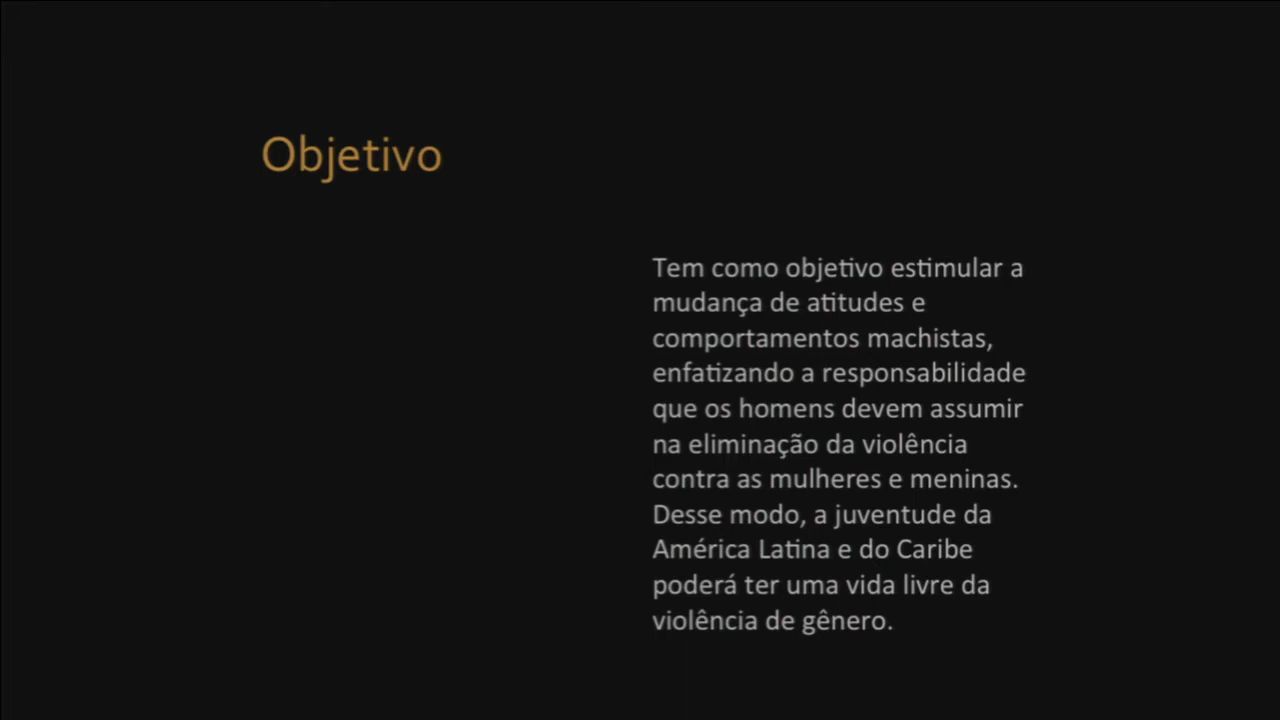 Objetivo
Tem como objetivo estimular a
mudança de atitudes e
comportamentos machistas,
enfatizando a responsabilidade
que os homens devem assumir
na eliminação da violência
contra as mulheres e meninas.
Desse modo, a juventude da
América Latina e do Caribe
poderá ter uma vida livre da
violência de gênero.